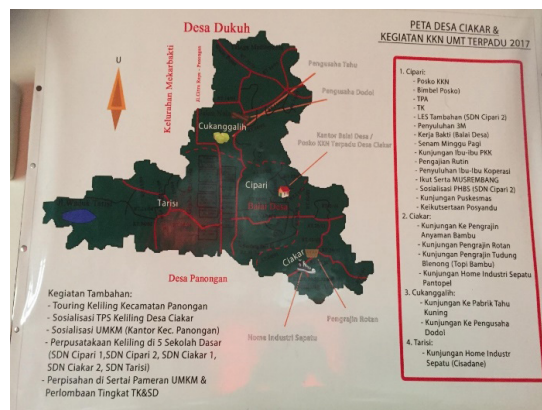 PETA DESA CIAKAR &
KEGIATAN KKN UMT TERPADU 2017
Desa Dukuh
Kelurahan Mekarbakti
U
Pengusaha Tahu
Pengusaha Dodol
Cukanggalih
Kantor Balai Desa /
Posko KKN Terpadu Desa Ciakar
Cipari
Tarisi
Ciakar
Desa Panongan
Pengrajin Rotan
Home Industri Sepatu
1. Cipari:
- Posko KKN
- Bimbel Posko)
- TPA
- TK
- LES Tambahan (SDN Cipari 2)
- Penyuluhan 3M
- Kerja Bakti (Balai Desa)
- Senam Minggu Pagi
- Kunjungan Ibu-Ibu PKK
- Pengajian Rutin
- Penyuluhan Ibu-Ibu Koperasi
- Ikut Serta MUSREMBANG
- Sosialisasi PHBS (SDN Cipari 2)
- Kunjungan Puskesmas
- Keikutsertaan Posyandu
2. Ciakar:
- Kunjungan Ke Pengrajin
Anyaman Bambu
- Kunjungan Pengrajin Rotan
- Kunjungan Pengrajin Tudung
Blenong (Topi Bambu)
- Kunjungan Home Industri Sepatu
Pantopel
3. Cukanggalih:
- Kunjungan Ke Pabrik Tahu
Kuning
- Kunjungan Ke Pengusaha
Dodol
4. Tarisi:
- Kunjungan Home Industr
Sepatu (Cisadane)
Kegiatan Tambahan:
- Touring Keliling Kecamatan Panongan
- Sosialisasi TPS Keliling Desa Ciakar
- Sosialisasi UMKM (Kantor Kec. Panongan)
- Perpusatakaan Keliling di 5 Sekolah Dasar
(SDN Cipari 1,SDN Cipari 2, SDN Ciakar 1,
SDN Ciakar 2, SDN Tarisi)
- Perpisahan di Sertai Pameran UMKM &
Perlombaan Tingkat TK&SD